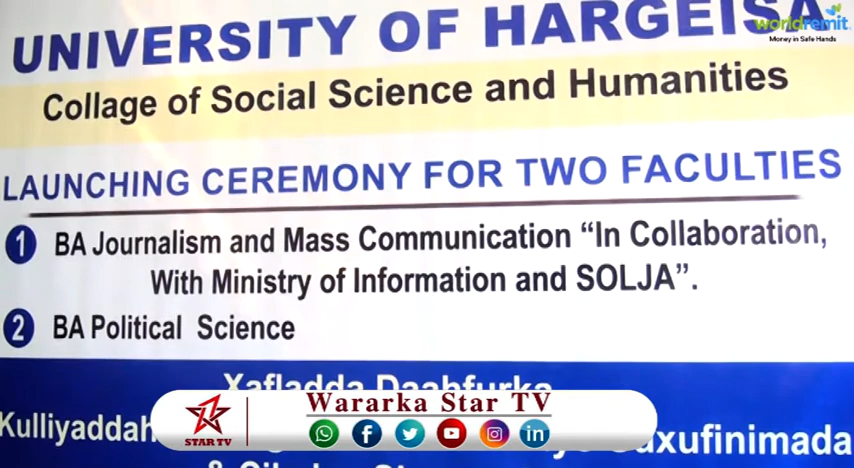 UNIVERSITY OF HARGEISA
worldremit
Money in Safe Hands
Collage of Social Science and Humanities
LAUNCHING CEREMONY FOR TWO FACULTIES
1 BA Journalism and Mass Communication “In Collaboration,
With Ministry of Information and SOLJA”.
2 BA Political Science
Xafladda Daahfurka
Kulliyaddah
Wararka Star TV
STAR TV